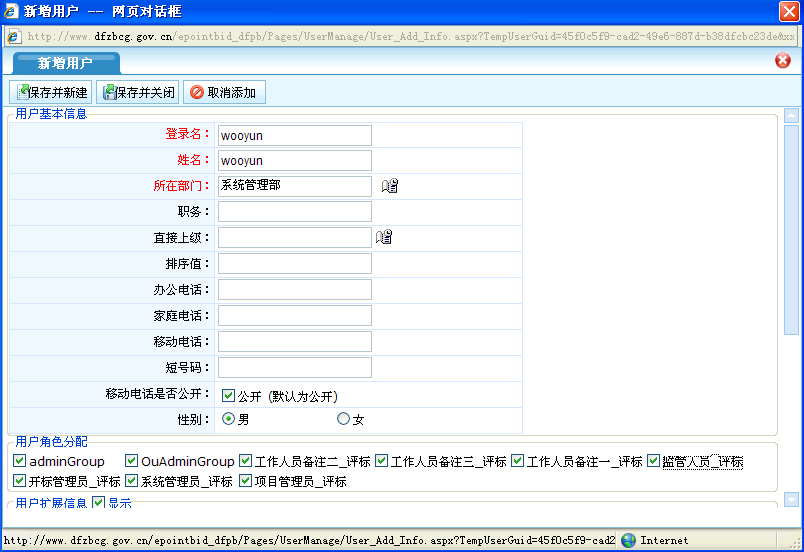 新增用户 -- 网页对话框
http://www.dfzbcg.gov.cn/epointbid_dfpb/Pages/UserManage/User_Add_Info.aspx?TempUserGuid=45f0c5f9-cad2-49e6-887d-b38dfcbc23de&xx
新增用户
保存并新建 保存并关闭 取消添加
用户基本信息
登录名： wooyun
姓名： wooyun
所在部门： 系统管理部
职务：
直接上级：
排序值：
办公电话：
家庭电话：
移动电话：
短号码：
移动电话是否公开： 公开 (默认为公开)
性别： 男 女
用户角色分配
adminGroup OuAdminGroup 工作人员备注二_评标 工作人员备注三_评标 工作人员备注一_评标 监管人员_评标
开标管理员_评标 系统管理员_评标 项目管理员_评标
用户扩展信息 显示
http://www.dfzbcg.gov.cn/epointbid_dfpb/Pages/UserManage/User_Add_Info.aspx?TempUserGuid=45f0c5f9-cad2 Internet